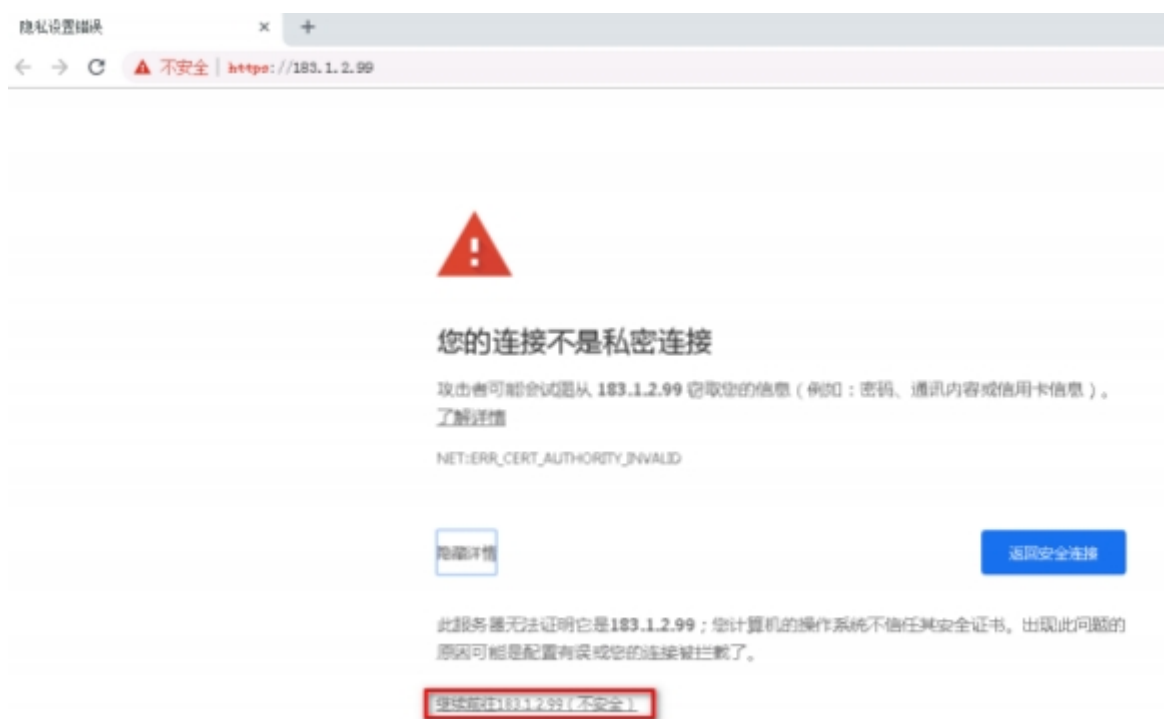 隐私设置错误
不安全 | https://183.1.2.99
您的连接不是私密连接
攻击者可能会试图从 183.1.2.99 窃取您的信息（例如：密码、通讯内容或信用卡信息）。
了解详情
NET::ERR_CERT_AUTHORITY_INVALID
隐藏详情
返回安全连接
此服务器无法证明它是183.1.2.99；您计算机的操作系统不信任其安全证书。出现此问题的
原因可能是配置有误或您的连接被拦截了。
继续前往183.1.2.99（不安全）